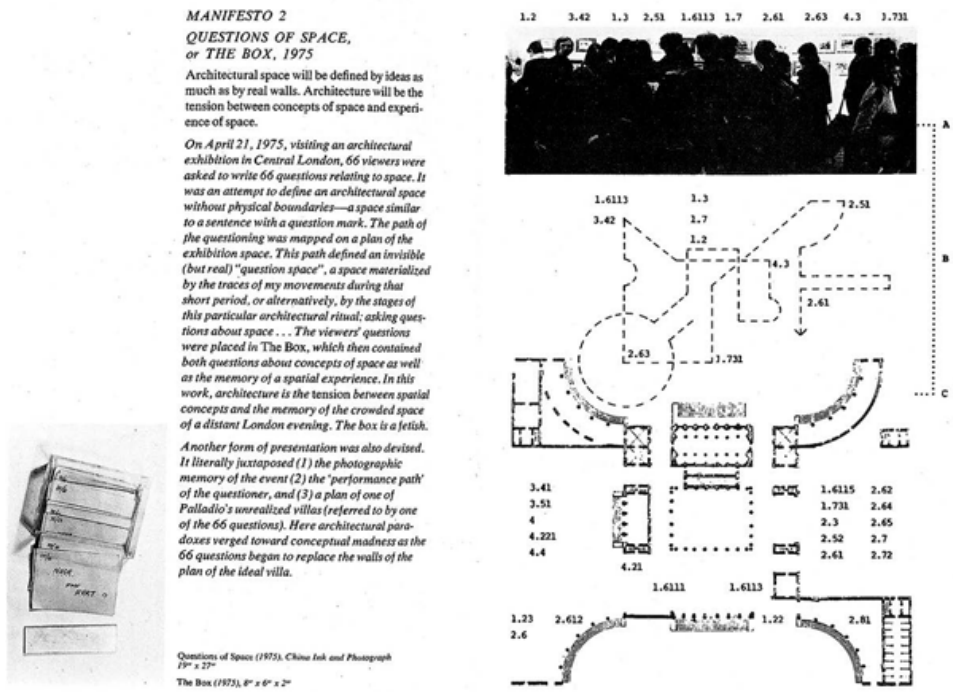 MANIFESTO 2
QUESTIONS OF SPACE,
or THE BOX, 1975
Architectural space will be defined by ideas as
much as by real walls. Architecture will be the
tension between concepts of space and experi-
ence of space.
On April 21, 1975, visiting an architectural
exhibition in Central London, 66 viewers were
asked to write 66 questions relating to space. It
was an attempt to define an architectural space
without physical boundaries—a space similar
to a sentence with a question mark. The path of
the questioning was mapped on a plan of the
exhibition space. This path defined an invisible
(but real) "question space", a space materialized
by the traces of my movements during that
short period, or alternatively, by the stages of
this particular architectural ritual; asking ques-
tions about space . . . The viewers' questions
were placed in The Box, which then contained
both questions about concepts of space as well
as the memory of a spatial experience. In this
work, architecture is the tension between spatial
concepts and the memory of the crowded space
of a distant London evening. The box is a fetish.
Another form of presentation was also devised.
It literally juxtaposed (1) the photographic
memory of the event (2) the 'performance path'
of the questioner, and (3) a plan of one of
Palladio's unrealized villas (referred to by one
of the 66 questions). Here architectural para-
doxes verged toward conceptual madness as the
66 questions began to replace the walls of the
plan of the ideal villa.
Questions of Space (1975), China Ink and Photograph
19" x 27"
The Box (1975), 8" x 6" x 2"
1.2 3.42 1.3 2.51 1.6113 1.7 2.61 2.63 4.3 1.731
A
1.6113 1.3
3.42 1.7 2.51
1.2
4.3 B
2.61
2.63 1.731
C
3.41 1.6115 2.62
3.51 1.731 2.64
4 2.3 2.65
4.221 2.52 2.7
4.4 2.61 2.72
4.21
1.6111 1.6113
1.23 2.612 1.22 2.81
2.6